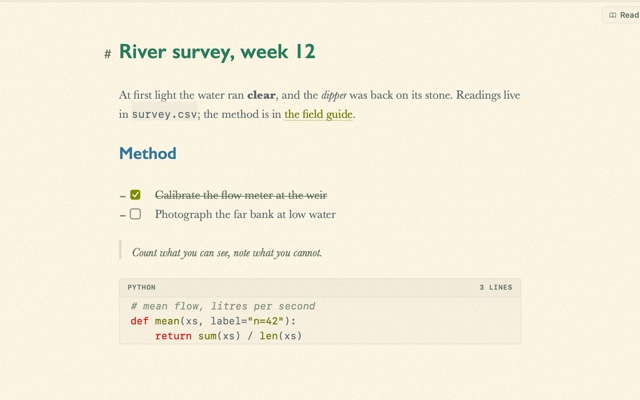 Read
# River survey, week 12
At first light the water ran clear, and the dipper was back on its stone. Readings live
in survey.csv; the method is in the field guide.
Method
– Calibrate the flow meter at the weir
– Photograph the far bank at low water
Count what you can see, note what you cannot.
PYTHON 3 LINES
# mean flow, litres per second
def mean(xs, label="n=42"):
    return sum(xs) / len(xs)